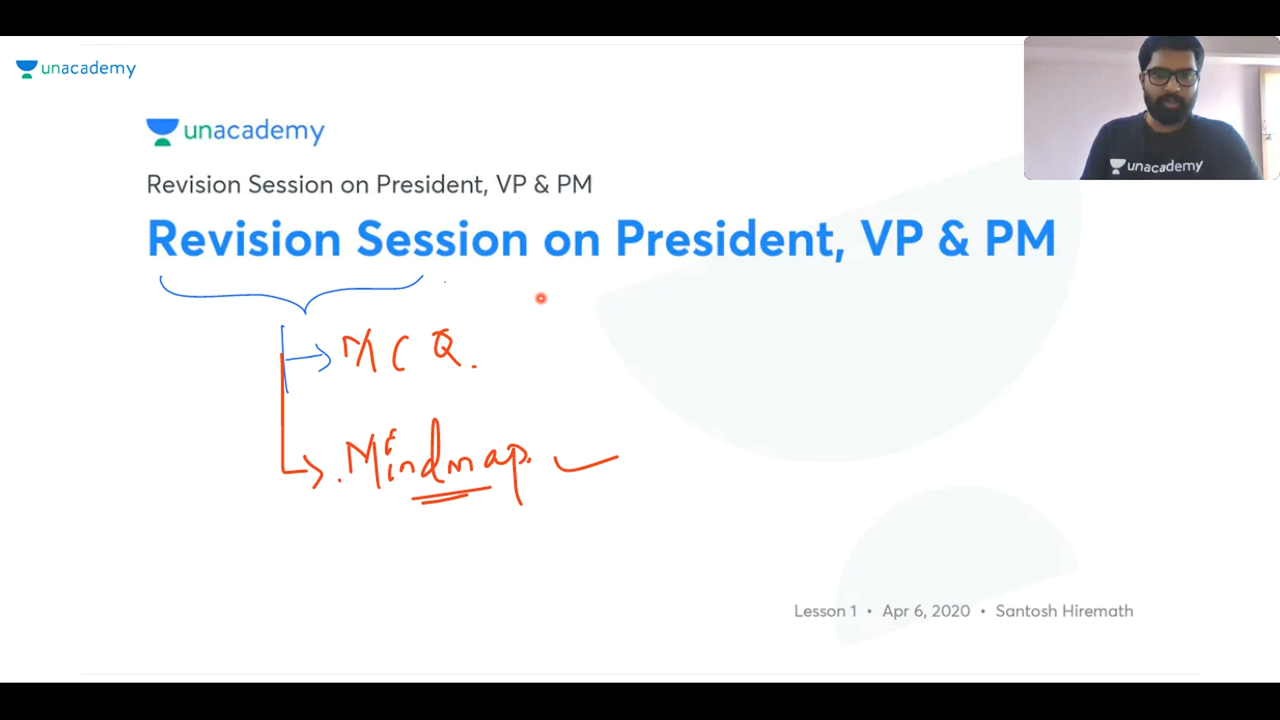 unacademy
unacademy
unacademy
Revision Session on President, VP & PM
Revision Session on President, VP & PM
MCQ.
Mindmap.
Lesson 1 • Apr 6, 2020 • Santosh Hiremath